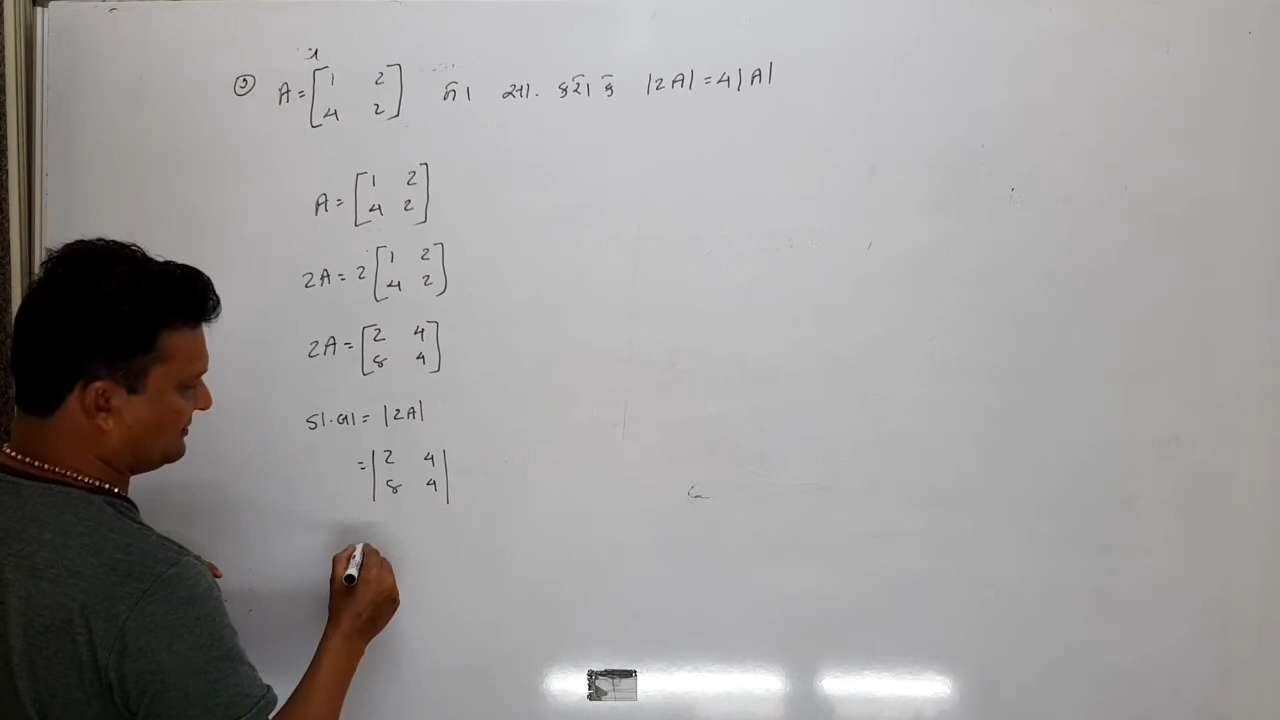 ② A = [1 2 4 2] તો સા. કરો કે |2A| = 4|A|
A = [1 2 4 2]
2A = 2 [1 2 4 2]
2A = [2 4 8 4]
ડા.બા = |2A|
= |2 4 8 4|